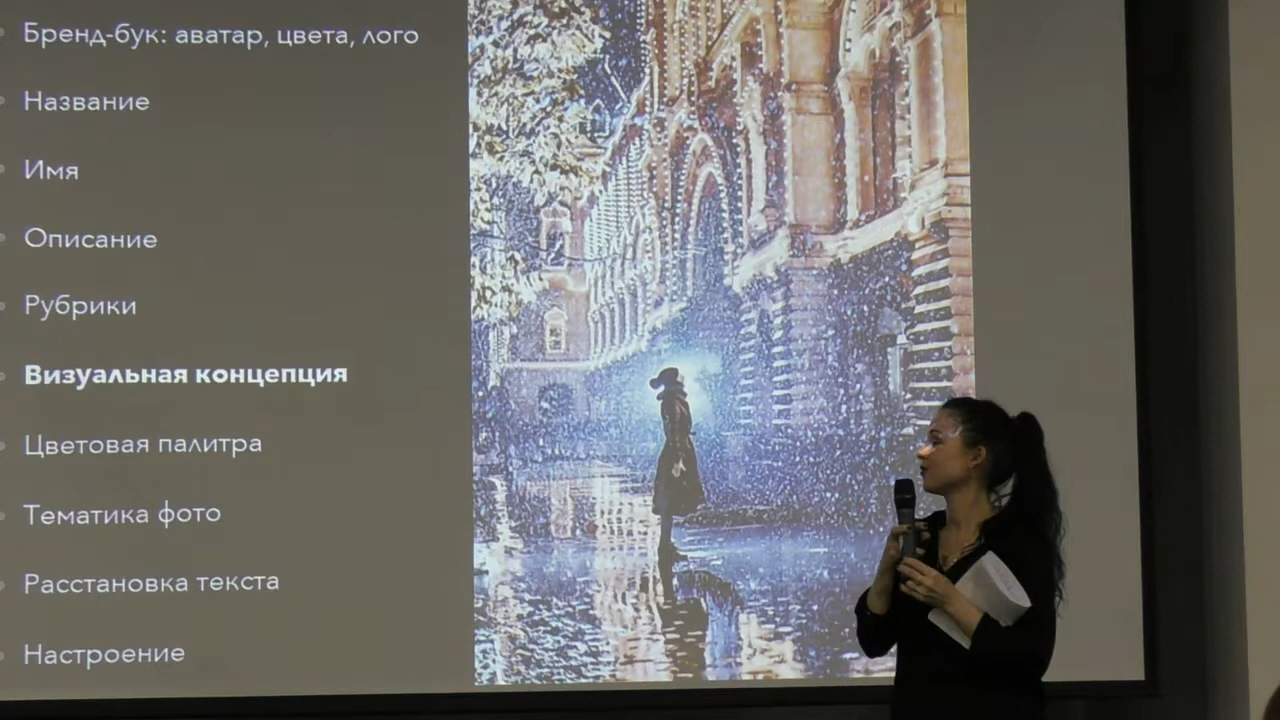 Бренд-бук: аватар, цвета, лого
Название
Имя
Описание
Рубрики
Визуальная концепция
Цветовая палитра
Тематика фото
Расстановка текста
Настроение